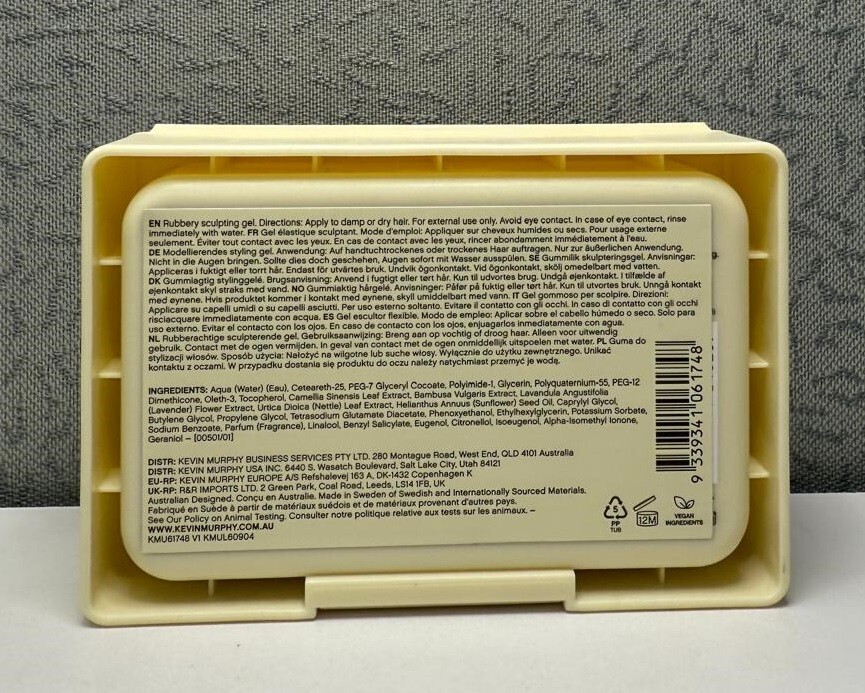 EN Rubbery sculpting gel. Directions: Apply to damp or dry hair. For external use only. Avoid eye contact. In case of eye contact, rinse
immediately with water. FR Gel élastique sculptant. Mode d'emploi: Appliquer sur cheveux humides ou secs. Pour usage externe
seulement. Éviter tout contact avec les yeux. En cas de contact avec les yeux, rincer abondamment immédiatement à l'eau.
DE Modellierendes styling gel. Anwendung: Auf handtuchtrockenes oder trockenes Haar auftragen. Nur zur äußerlichen Anwendung.
Nicht in die Augen bringen. Sollte dies doch geschehen, Augen sofort mit Wasser ausspülen. SE Gummilik skulpteringsgel. Anvisningar:
Appliceras i fuktigt eller torrt hår. Endast för utvärtes bruk. Undvik ögonkontakt. Vid ögonkontakt, skölj omedelbart med vatten.
DK Gummiagtig stylinggelé. Brugsanvisning: Anvend i fugtigt eller tørt hår. Kun til udvortes brug. Undgå øjenkontakt. I tilfælde af
øjenkontakt skyl straks med vand. NO Gummiaktig hårgelé. Anvisninger: Påfør på fuktig eller tørt hår. Kun til utvortes bruk. Unngå kontakt
med øynene. Hvis produktet kommer i kontakt med øynene, skyll umiddelbart med vann. IT Gel gommoso per scolpire. Direzioni:
Applicare su capelli umidi o su capelli asciutti. Per uso esterno soltanto. Evitare il contatto con gli occhi. In caso di contatto con gli occhi
risciacquare immediatamente con acqua. ES Gel escultor flexible. Modo de empleo: Aplicar sobre el cabello húmedo o seco. Solo para
uso externo. Evitar el contacto con los ojos. En caso de contacto con los ojos, enjuagarlos inmediatamente con agua.
NL Rubberachtige sculpterende gel. Gebruiksaanwijzing: Breng aan op vochtig of droog haar. Alleen voor uitwendig
gebruik. Contact met de ogen vermijden. In geval van contact met de ogen onmiddellijk uitspoelen met water. PL Guma do
stylizacji włosów. Sposób użycia: Nałożyć na wilgotne lub suche włosy. Wyłącznie do użytku zewnętrznego. Unikać
kontaktu z oczami. W przypadku dostania się produktu do oczu należy natychmiast przemyć je wodą.
INGREDIENTS: Aqua (Water) (Eau), Ceteareth-25, PEG-7 Glyceryl Cocoate, Polyimide-1, Glycerin, Polyquaternium-55, PEG-12
Dimethicone, Oleth-3, Tocopherol, Camellia Sinensis Leaf Extract, Bambusa Vulgaris Extract, Lavandula Angustifolia
(Lavender) Flower Extract, Urtica Dioica (Nettle) Leaf Extract, Helianthus Annuus (Sunflower) Seed Oil, Caprylyl Glycol,
Butylene Glycol, Propylene Glycol, Tetrasodium Glutamate Diacetate, Phenoxyethanol, Ethylhexylglycerin, Potassium Sorbate,
Sodium Benzoate, Parfum (Fragrance), Linalool, Benzyl Salicylate, Eugenol, Citronellol, Isoeugenol, Alpha-Isomethyl Ionone,
Geraniol – [00501/01]
DISTR: KEVIN MURPHY BUSINESS SERVICES PTY LTD. 280 Montague Road, West End, QLD 4101 Australia
DISTR: KEVIN MURPHY USA INC. 6440 S. Wasatch Boulevard, Salt Lake City, Utah 84121
EU-RP: KEVIN MURPHY EUROPE A/S Refshalevej 163 A, DK-1432 Copenhagen K
UK-RP: R&R IMPORTS LTD. 2 Green Park, Coal Road, Leeds, LS14 1FB, UK
Australian Designed. Conçu en Australie. Made in Sweden of Swedish and Internationally Sourced Materials.
Fabriqué en Suède à partir de matériaux suédois et de matériaux provenant d'autres pays.
See Our Policy on Animal Testing. Consulter notre politique relative aux tests sur les animaux. –
WWW.KEVINMURPHY.COM.AU
KMU61748 V1 KMUL60904
9 339341 061748
5
PP
TUB
12M
VEGAN
INGREDIENTS